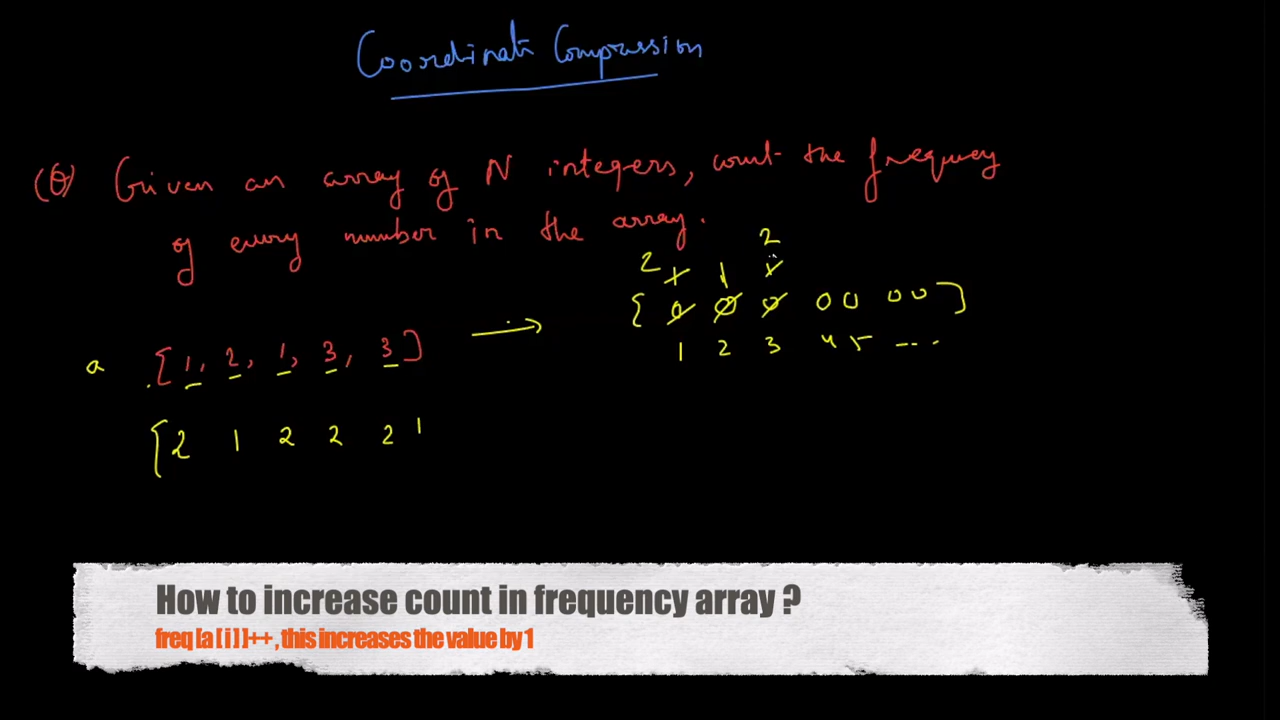 Coordinate Compression
(Q) Given an array of N integers, count the frequency
of every number in the array.
2 1 1 2 1
{ 0 0 0 0 0 0 0 }
a [1, 2, 1, 3, 3] →
1 2 3 4 5 ...
[2 1 2 2 2 1
How to increase count in frequency array ?
freq [a [ i ] ]++ , this increases the value by 1